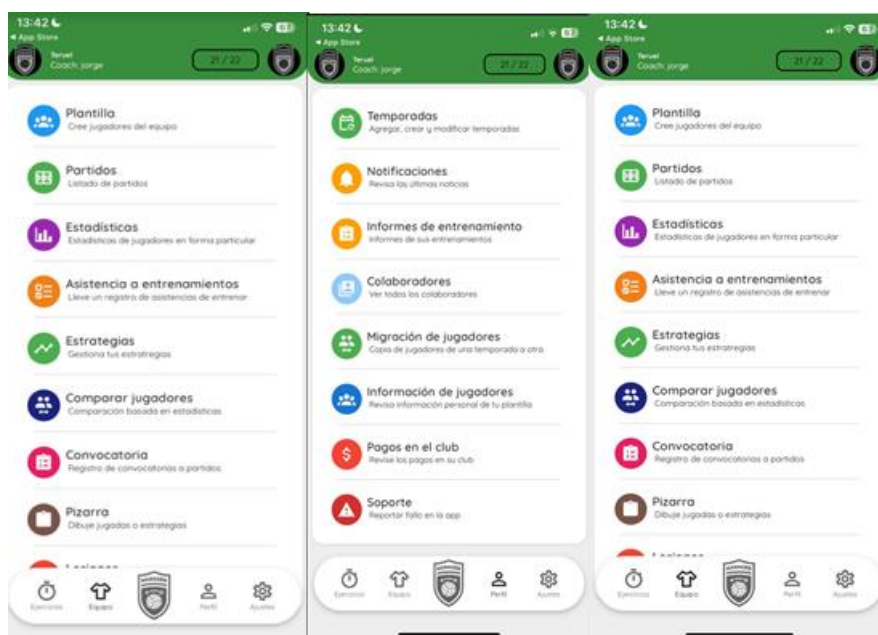 13:42
App Store
Teruel
Coach: jorge
21 / 22
Plantilla
Cree jugadores del equipo
Partidos
Listado de partidos
Estadísticas
Estadísticas de jugadores en forma particular
Asistencia a entrenamientos
Lleve un registro de asistencias de entrenar
Estrategias
Gestiona tus estratregias
Comparar jugadores
Comparación basada en estadísticas
Convocatoria
Registro de convocatorias a partidos
Pizarra
Dibuje jugadas o estrategias
Lesiones
Ejercicios
Equipo
Perfil
Ajustes
13:42
App Store
Teruel
Coach: jorge
21 / 22
Temporadas
Agregar, crear y modificar temporadas
Notificaciones
Revisa las últimas noticias
Informes de entrenamiento
Informes de sus entrenamientos
Colaboradores
Ver todos los colaboradores
Migración de jugadores
Copia de jugadores de una temporada a otra
Información de jugadores
Revisa información personal de tu plantilla
Pagos en el club
Revise los pagos en su club
Soporte
Reportar fallo en la app
Ejercicios
Equipo
Perfil
Ajustes
13:42
App Store
Teruel
Coach: jorge
21 / 22
Plantilla
Cree jugadores del equipo
Partidos
Listado de partidos
Estadísticas
Estadísticas de jugadores en forma particular
Asistencia a entrenamientos
Lleve un registro de asistencias de entrenar
Estrategias
Gestiona tus estratregias
Comparar jugadores
Comparación basada en estadísticas
Convocatoria
Registro de convocatorias a partidos
Pizarra
Dibuje jugadas o estrategias
Lesiones
Ejercicios
Equipo
Perfil
Ajustes